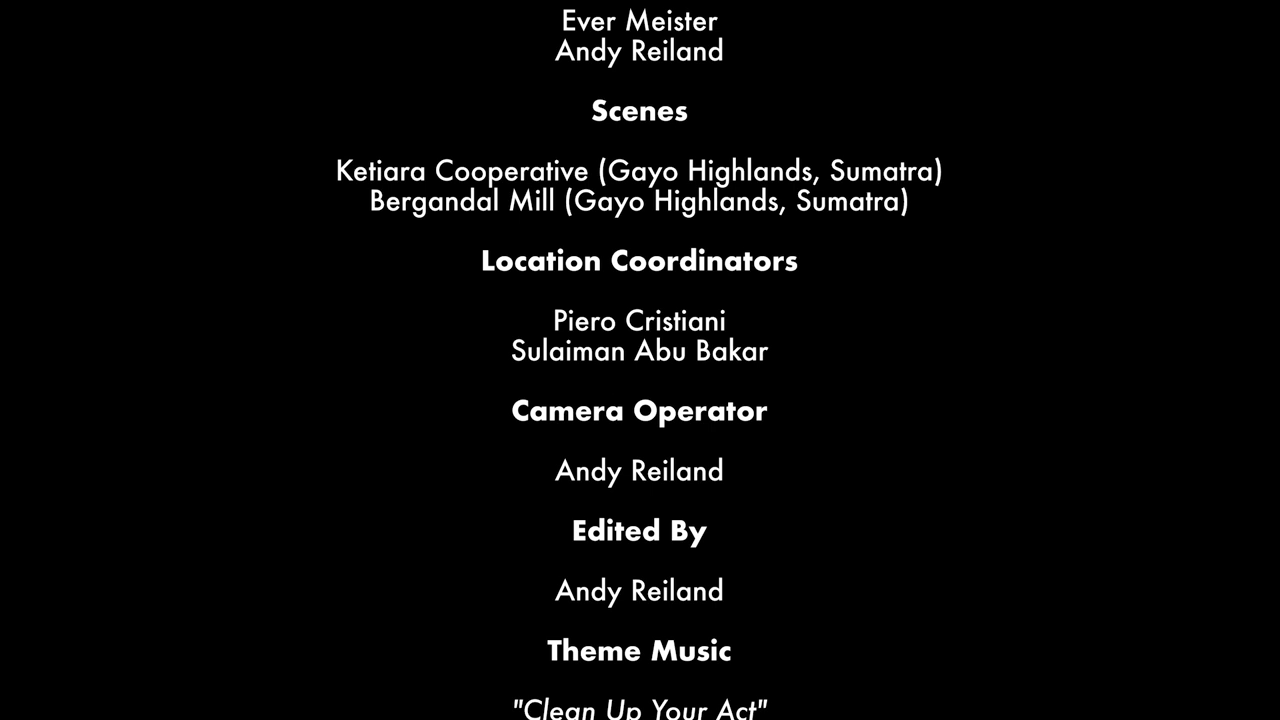 Ever Meister
Andy Reiland
Scenes
Ketiara Cooperative (Gayo Highlands, Sumatra)
Bergandal Mill (Gayo Highlands, Sumatra)
Location Coordinators
Piero Cristiani
Sulaiman Abu Bakar
Camera Operator
Andy Reiland
Edited By
Andy Reiland
Theme Music
"Clean Up Your Act"